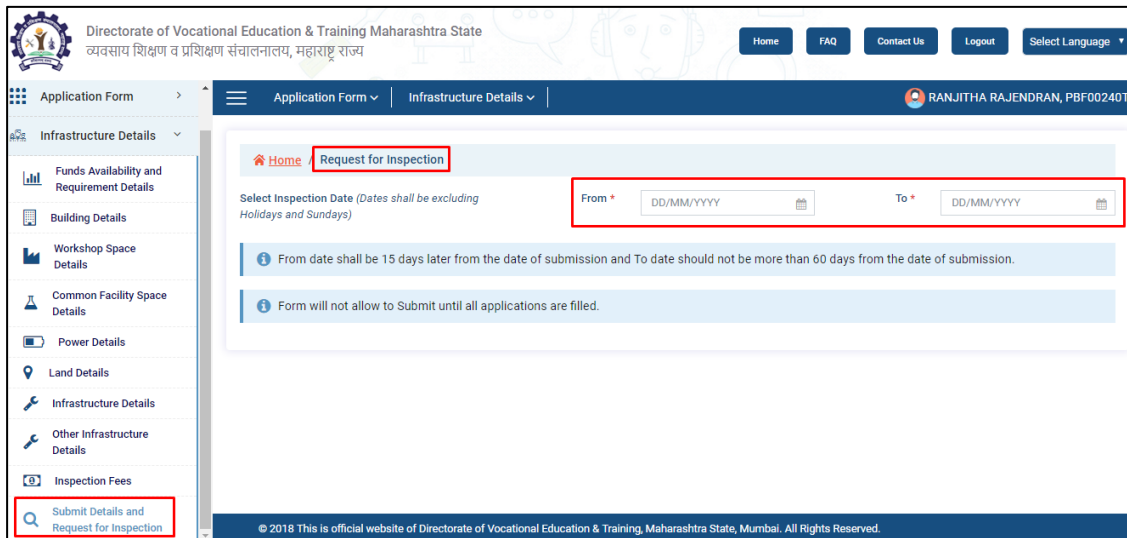 Directorate of Vocational Education & Training Maharashtra State
व्यवसाय शिक्षण व प्रशिक्षण संचालनालय, महाराष्ट्र राज्य
Home
FAQ
Contact Us
Logout
Select Language
Application Form
Infrastructure Details
Funds Availability and
Requirement Details
Building Details
Workshop Space
Details
Common Facility Space
Details
Power Details
Land Details
Infrastructure Details
Other Infrastructure
Details
Inspection Fees
Submit Details and
Request for Inspection
Application Form
Infrastructure Details
RANJITHA RAJENDRAN, PBF00240T
Home / Request for Inspection
Select Inspection Date (Dates shall be excluding
Holidays and Sundays)
From *
DD/MM/YYYY
To *
DD/MM/YYYY
From date shall be 15 days later from the date of submission and To date should not be more than 60 days from the date of submission.
Form will not allow to Submit until all applications are filled.
© 2018 This is official website of Directorate of Vocational Education & Training, Maharashtra State, Mumbai. All Rights Reserved.